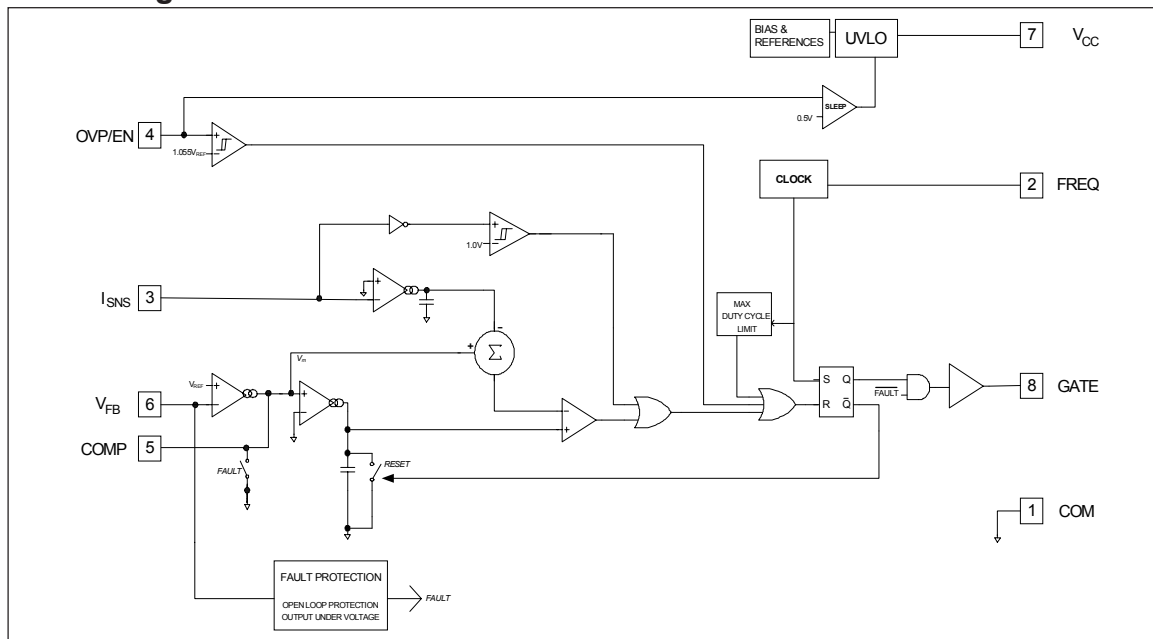 g
BIAS &
REFERENCES
UVLO
7
VCC
SLEEP
0.5V
OVP/EN
4
+
−
1.055VREF
CLOCK
2
FREQ
+
−
1.0V
ISNS
3
+
−
MAX
DUTY CYCLE
LIMIT
−
+
Σ
Vm
VFB
6
VREF
+
−
+
−
−
+
S
Q
R
Q̅
F̅A̅U̅L̅T̅
8
GATE
COMP
5
FAULT
RESET
1
COM
FAULT PROTECTION
OPEN LOOP PROTECTION
OUTPUT UNDER VOLTAGE
FAULT